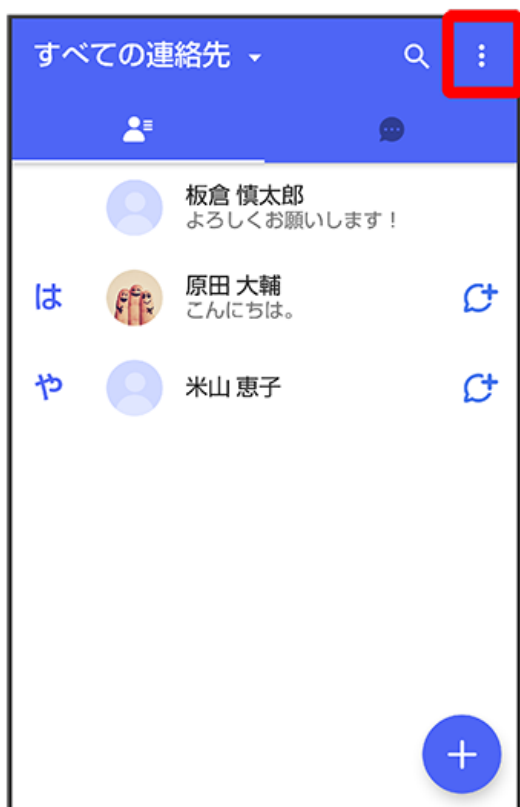 すべての連絡先
板倉 慎太郎
よろしくお願いします！
は
原田 大輔
こんにちは。
や
米山 恵子